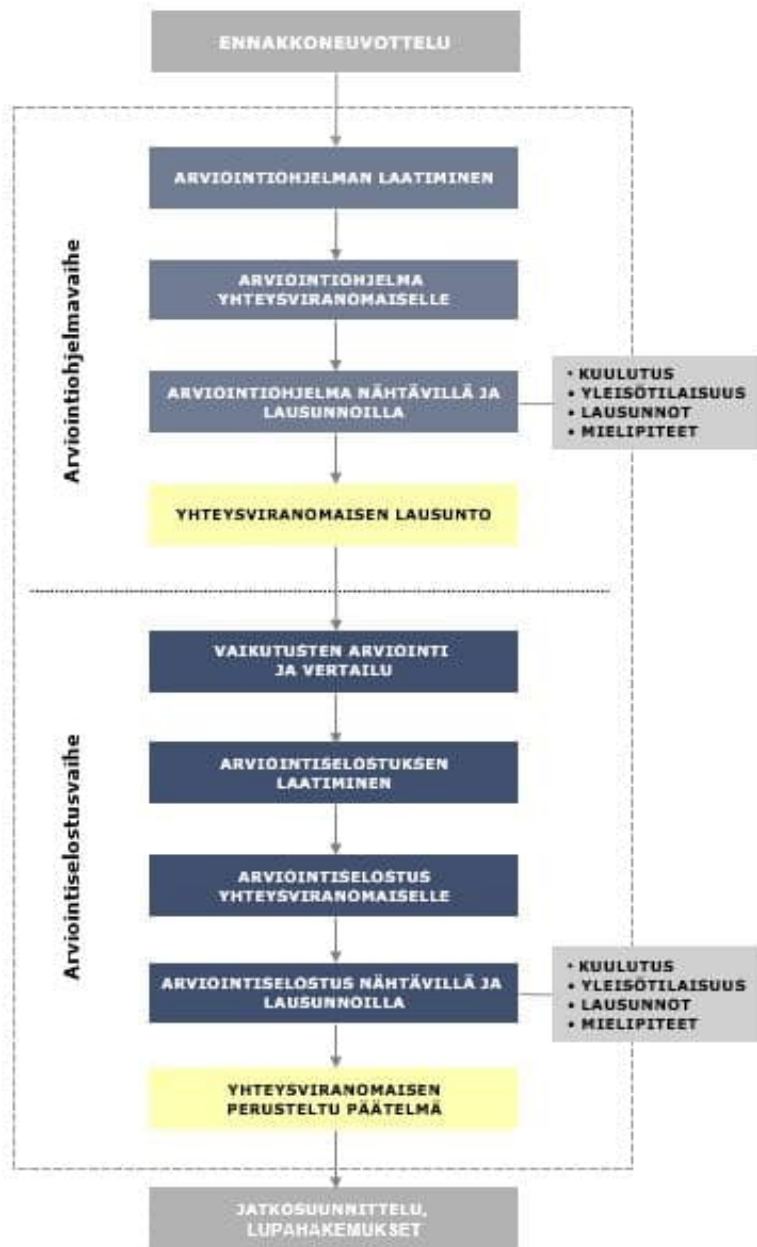 ENNAKKONEUVOTTELU
Arviointiohjelmavaihe
ARVIOINTIOHJELMAN LAATIMINEN
ARVIOINTIOHJELMA
YHTEYSVIRANOMAISELLE
ARVIOINTIOHJELMA NÄHTÄVILLÄ JA
LAUSUNNOILLA
• KUULUTUS
• YLEISÖTILAISUUS
• LAUSUNNOT
• MIELIPITEET
YHTEYSVIRANOMAISEN LAUSUNTO
Arviointiselostusvaihe
VAIKUTUSTEN ARVIOINTI
JA VERTAILU
ARVIOINTISELOSTUKSEN
LAATIMINEN
ARVIOINTISELOSTUS
YHTEYSVIRANOMAISELLE
ARVIOINTISELOSTUS NÄHTÄVILLÄ JA
LAUSUNNOILLA
• KUULUTUS
• YLEISÖTILAISUUS
• LAUSUNNOT
• MIELIPITEET
YHTEYSVIRANOMAISEN
PERUSTELTU PÄÄTELMÄ
JATKOSUUNNITTELU,
LUPAHAKEMUKSET